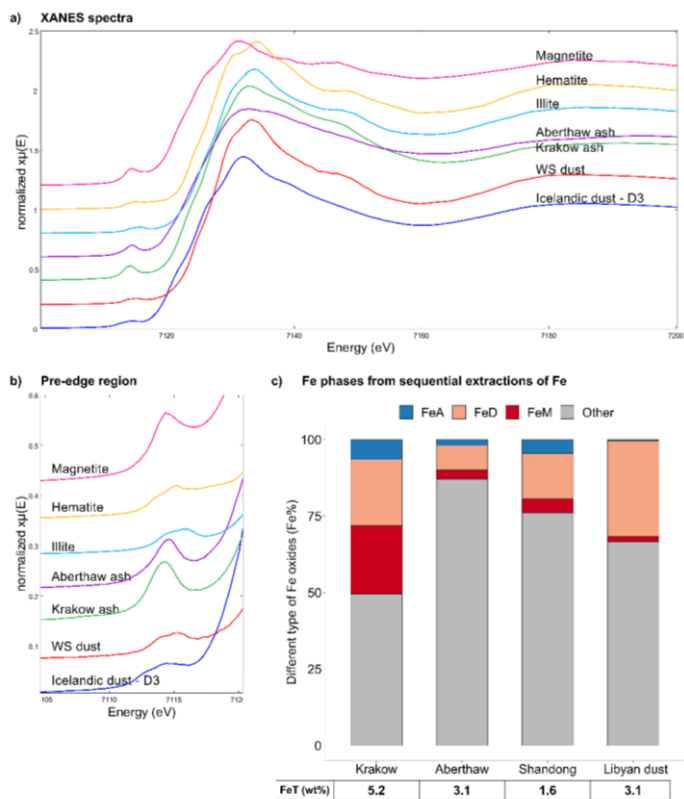 a) XANES spectra
2.5
2
1.5
1
0.5
0
normalized xμ(E)
Magnetite
Hematite
Illite
Aberthaw ash
Krakow ash
WS dust
Icelandic dust - D3
7120
7140
7160
7180
7200
Energy (eV)
b) Pre-edge region
0.6
0.5
0.4
0.3
0.2
0.1
normalized xμ(E)
Magnetite
Hematite
Illite
Aberthaw ash
Krakow ash
WS dust
Icelandic dust - D3
105
7110
7115
7120
Energy (eV)
c) Fe phases from sequential extractions of Fe
FeA FeD FeM Other
100
75
50
25
0
Different type of Fe oxides (Fe%)
Krakow Aberthaw Shandong Libyan dust
FeT (wt%) 5.2 3.1 1.6 3.1